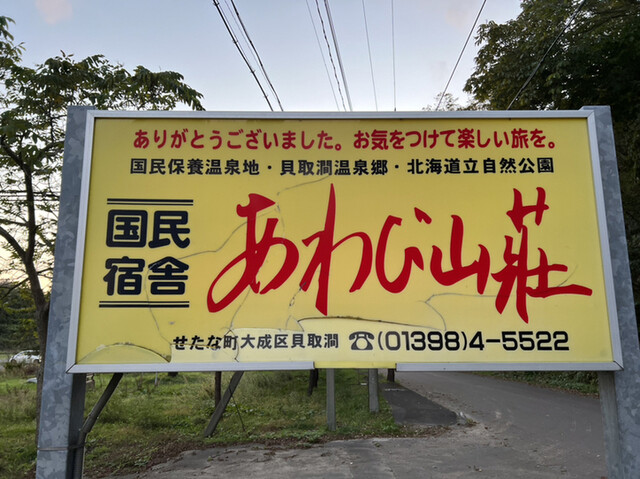 ありがとうございました。お気をつけて楽しい旅を。
国民保養温泉地・貝取澗温泉郷・北海道立自然公園
国民
宿舎
あわび山荘
せたな町大成区貝取澗 ☎(01398)4-5522